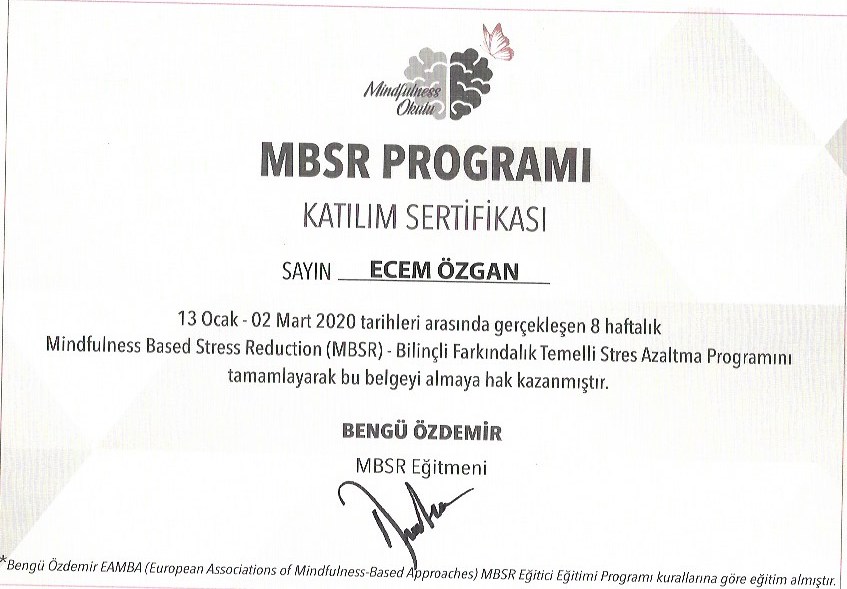 Mindfulness
Okulu
MBSR PROGRAMI
KATILIM SERTİFİKASI
SAYIN ECEM ÖZGAN
13 Ocak - 02 Mart 2020 tarihleri arasında gerçekleşen 8 haftalık
Mindfulness Based Stress Reduction (MBSR) - Bilinçli Farkındalık Temelli Stres Azaltma Programını
tamamlayarak bu belgeyi almaya hak kazanmıştır.
BENGÜ ÖZDEMİR
MBSR Eğitmeni
*Bengü Özdemir EAMBA (European Associations of Mindfulness-Based Approaches) MBSR Eğitici Eğitimi Programı kurallarına göre eğitim almıştır.